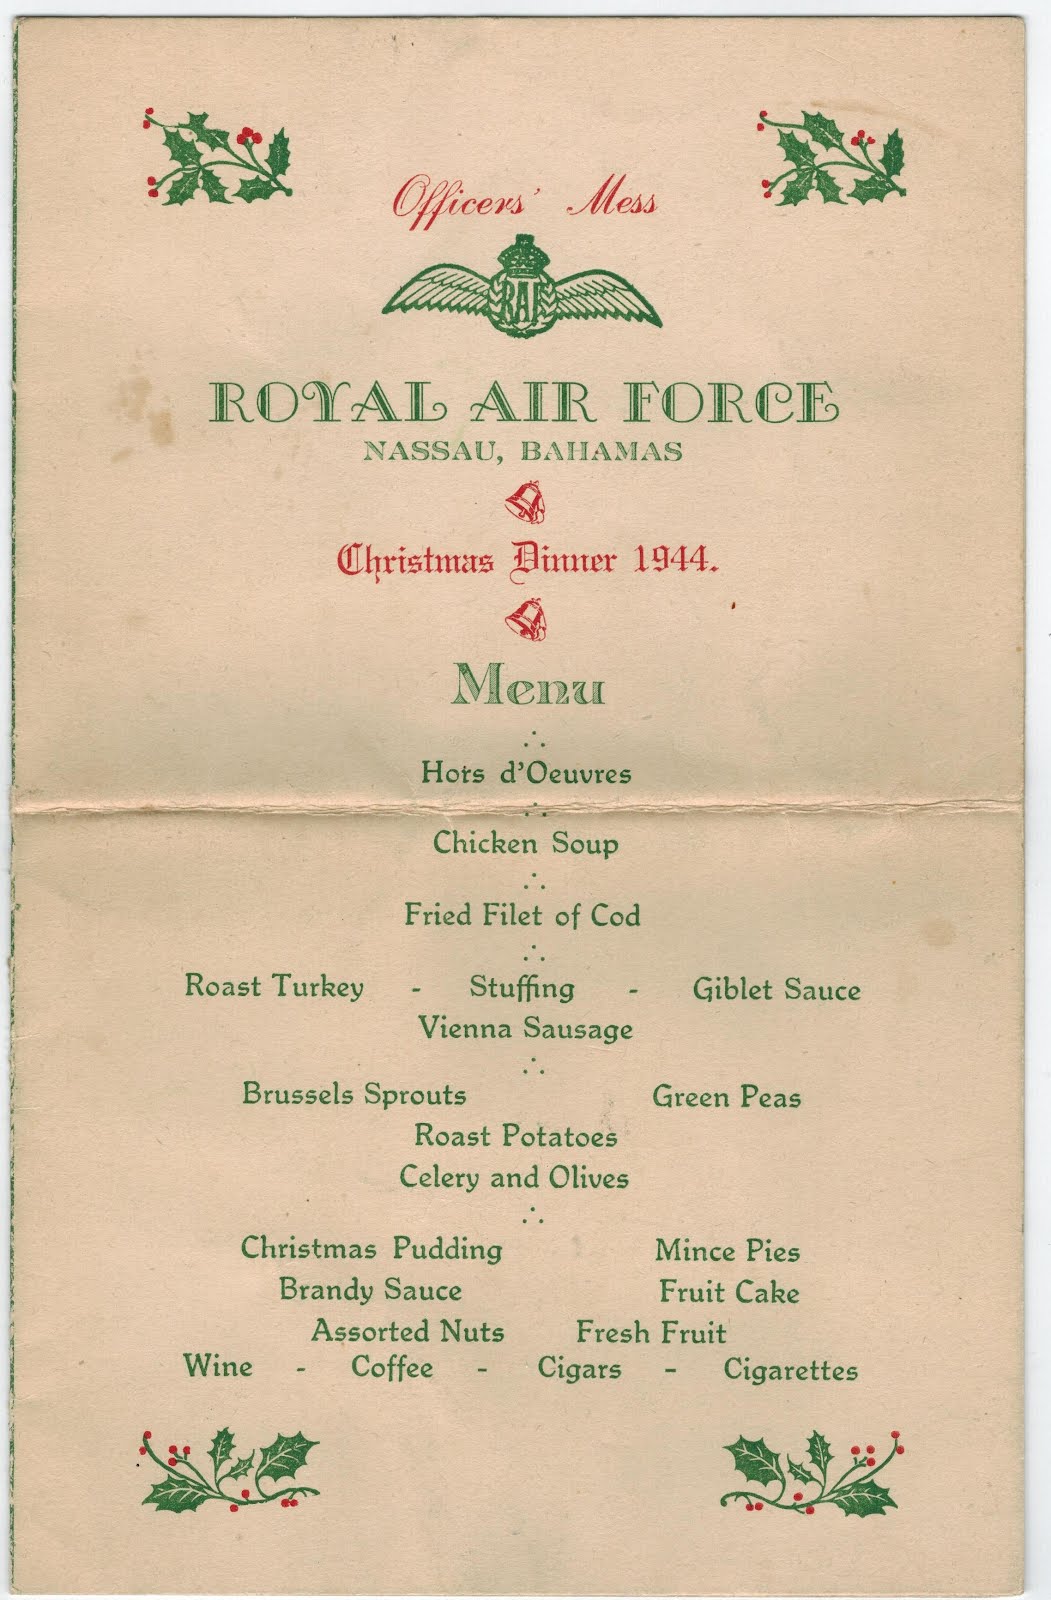 Officers' Mess
RAF
ROYAL AIR FORCE
NASSAU, BAHAMAS
Christmas Dinner 1944.
Menu
Hors d'Oeuvres
Chicken Soup
Fried Filet of Cod
Roast Turkey - Stuffing - Giblet Sauce
Vienna Sausage
Brussels Sprouts Green Peas
Roast Potatoes
Celery and Olives
Christmas Pudding Mince Pies
Brandy Sauce Fruit Cake
Assorted Nuts Fresh Fruit
Wine - Coffee - Cigars - Cigarettes